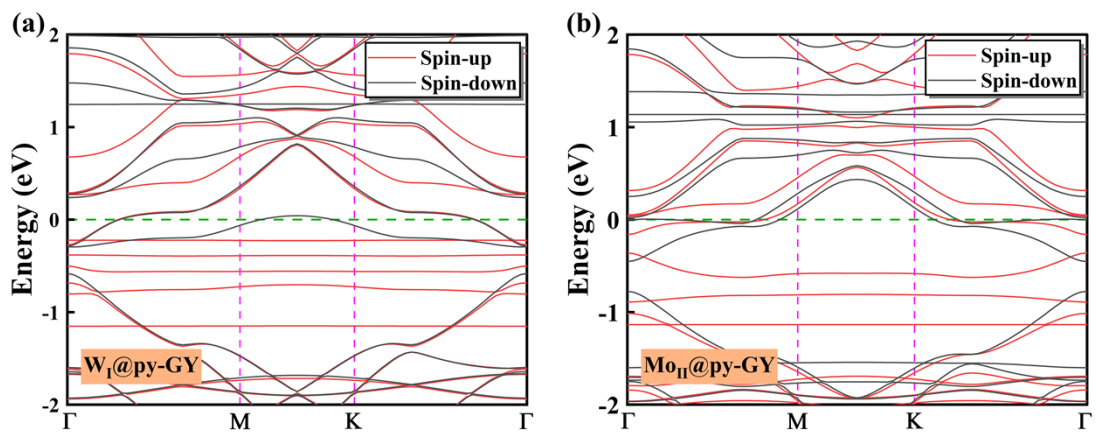 (a)
Energy (eV)
2
1
0
-1
-2
Spin-up
Spin-down
W_I@py-GY
Γ M K Γ
(b)
Energy (eV)
2
1
0
-1
-2
Spin-up
Spin-down
Mo_II@py-GY
Γ M K Γ